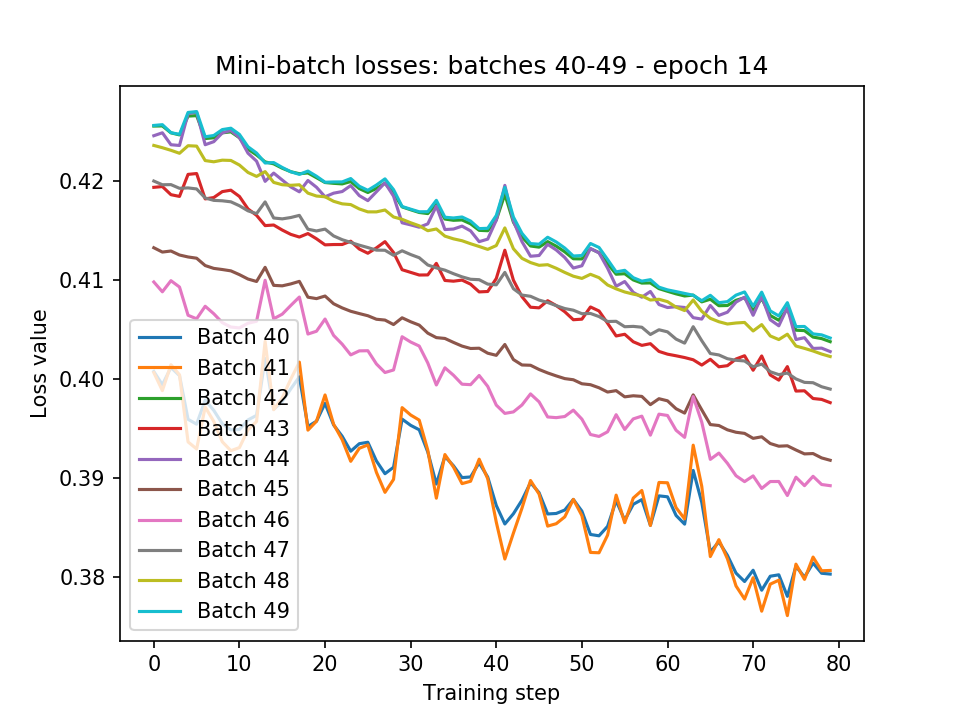 Mini-batch losses: batches 40-49 - epoch 14
Loss value
0.42
0.41
0.40
0.39
0.38
Batch 40
Batch 41
Batch 42
Batch 43
Batch 44
Batch 45
Batch 46
Batch 47
Batch 48
Batch 49
0 10 20 30 40 50 60 70 80
Training step